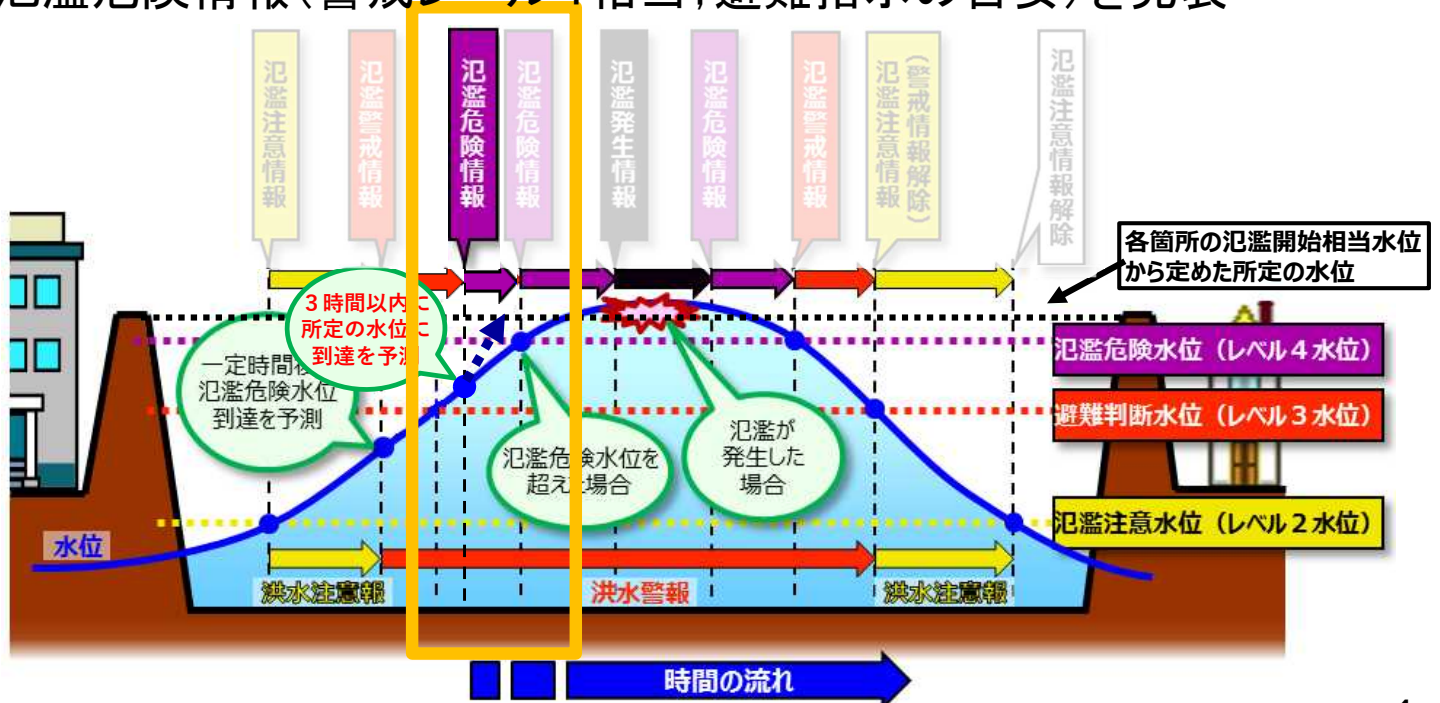 氾濫危険情報(警戒レベル4相当,避難指示の目安)を発表
氾濫注意情報
氾濫警戒情報
氾濫危険情報
氾濫危険情報
氾濫発生情報
氾濫危険情報
氾濫警戒情報
氾濫注意情報
(警戒情報解除)
氾濫注意情報解除
各箇所の氾濫開始相当水位
から定めた所定の水位
3時間以内に
所定の水位に
到達を予測
一定時間後
氾濫危険水位
到達を予測
氾濫危険水位を
超えた場合
氾濫が
発生した
場合
氾濫危険水位(レベル4水位)
避難判断水位(レベル3水位)
氾濫注意水位(レベル2水位)
水位
洪水注意報
洪水警報
洪水注意報
時間の流れ